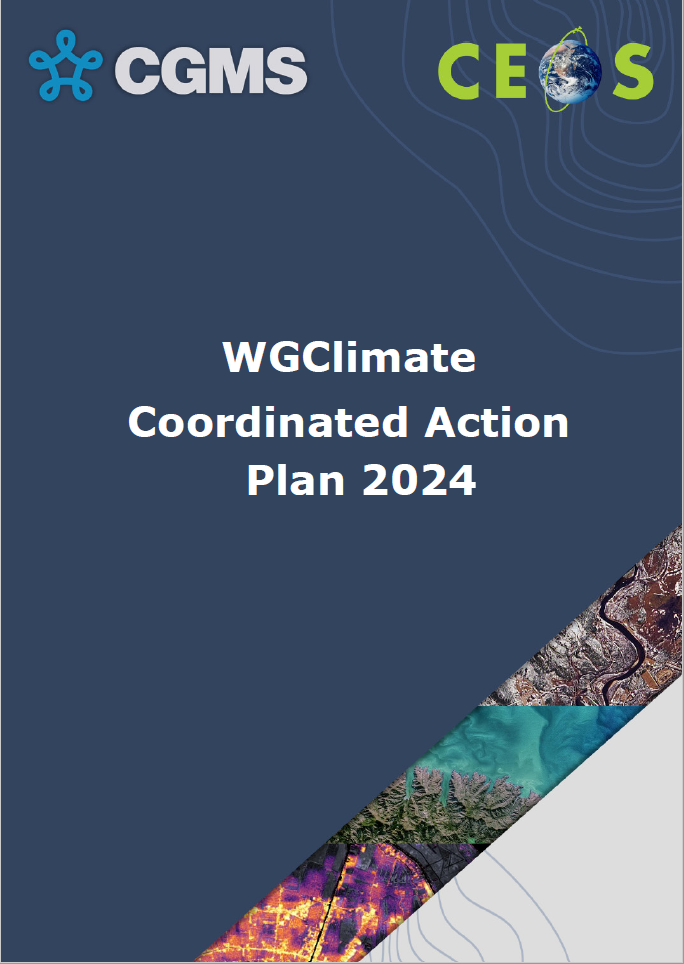 CGMS
CEOS
WGClimate
Coordinated Action
Plan 2024